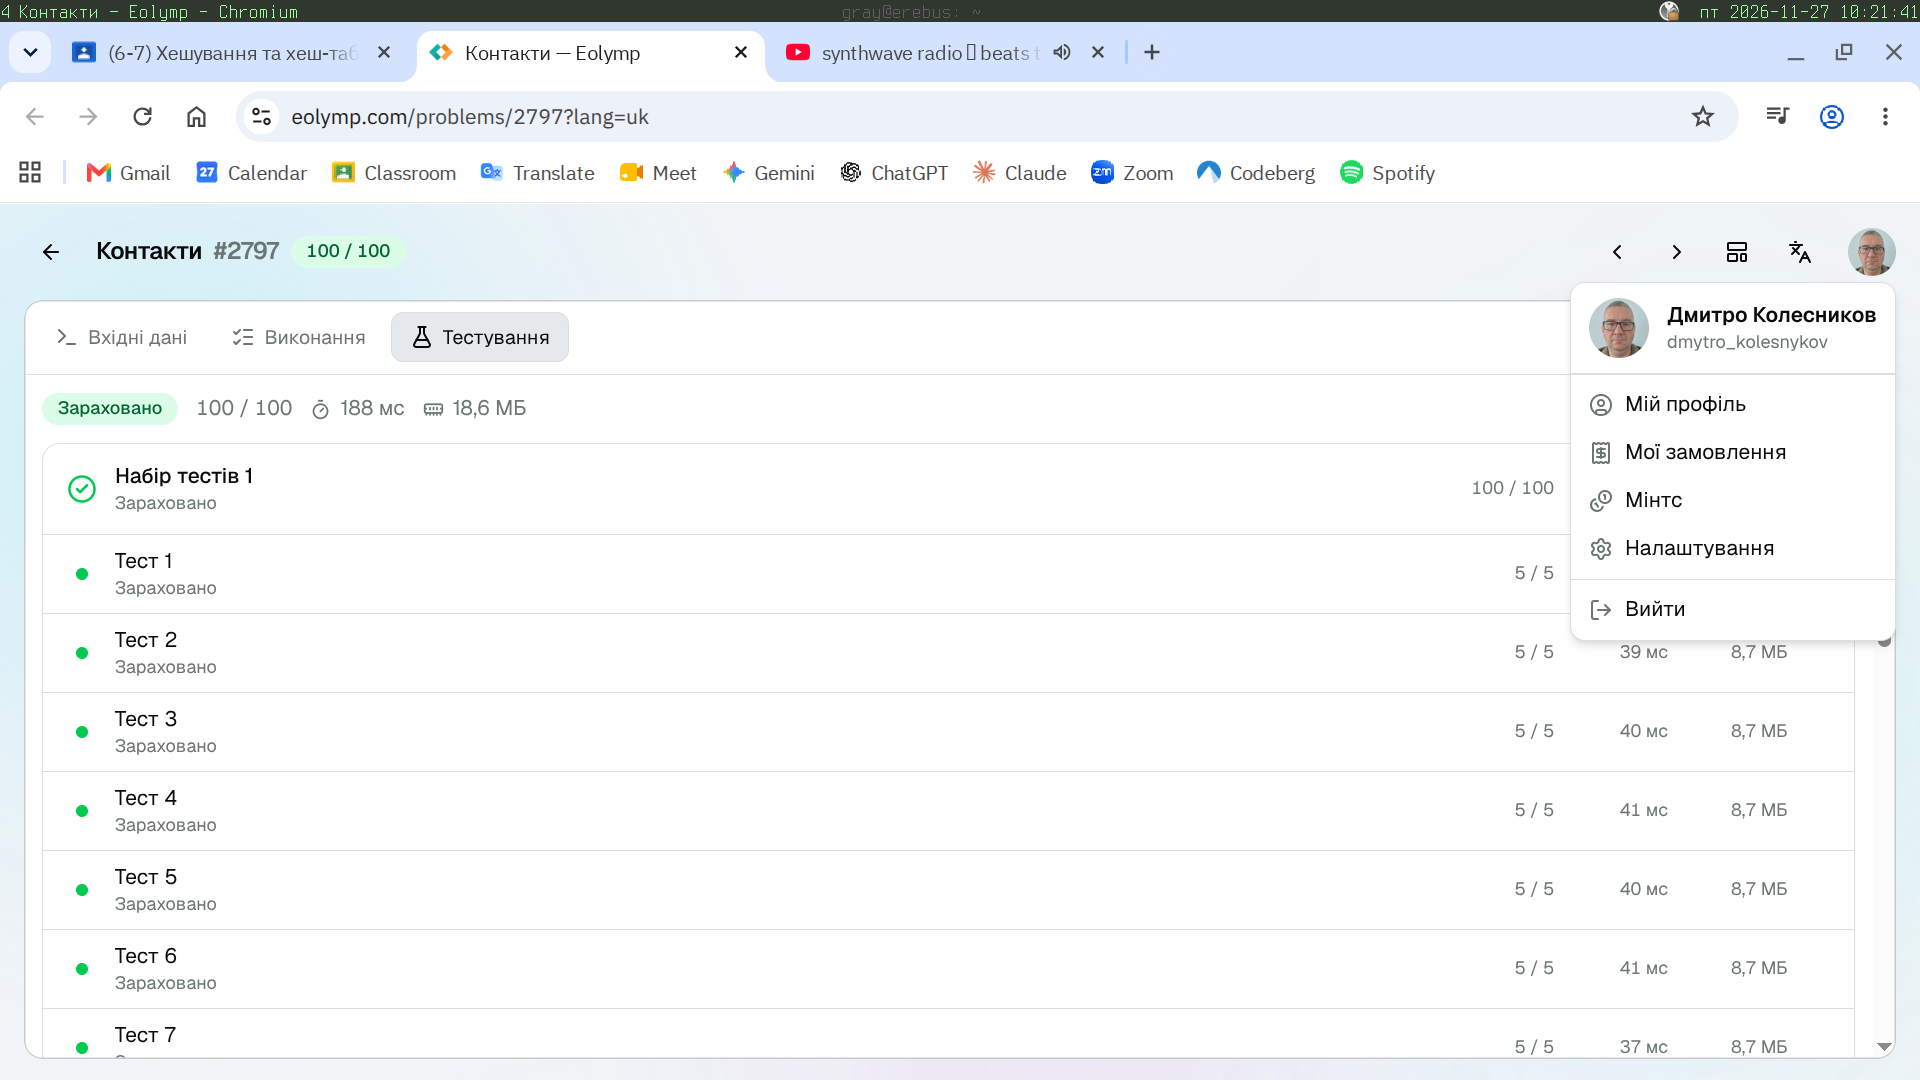 4 Контакти — Eolymp - Chromium
gray@erebus: ~
пт 2026-11-27 10:21:41
(6-7) Хешування та хеш-таб
Контакти — Eolymp
synthwave radio beats t
eolymp.com/problems/2797?lang=uk
Gmail
27 Calendar
Classroom
Translate
Meet
Gemini
ChatGPT
Claude
Zoom
Codeberg
Spotify
Контакти #2797 100 / 100
Дмитро Колесников
dmytro_kolesnykov
Мій профіль
Мої замовлення
Мінтс
Налаштування
Вийти
Вхідні дані
Виконання
Тестування
Зараховано 100 / 100 188 мс 18,6 МБ
Набір тестів 1
Зараховано
100 / 100
Тест 1
Зараховано
5 / 5
Тест 2
Зараховано
5 / 5 39 мс 8,7 МБ
Тест 3
Зараховано
5 / 5 40 мс 8,7 МБ
Тест 4
Зараховано
5 / 5 41 мс 8,7 МБ
Тест 5
Зараховано
5 / 5 40 мс 8,7 МБ
Тест 6
Зараховано
5 / 5 41 мс 8,7 МБ
Тест 7
5 / 5 37 мс 8,7 МБ